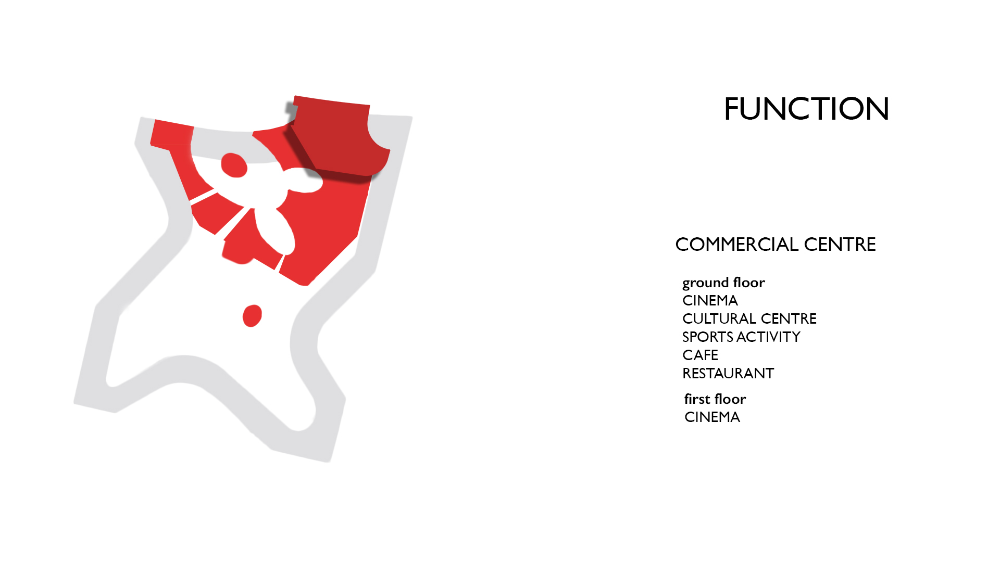 FUNCTION
COMMERCIAL CENTRE
ground floor
CINEMA
CULTURAL CENTRE
SPORTS ACTIVITY
CAFE
RESTAURANT
first floor
CINEMA